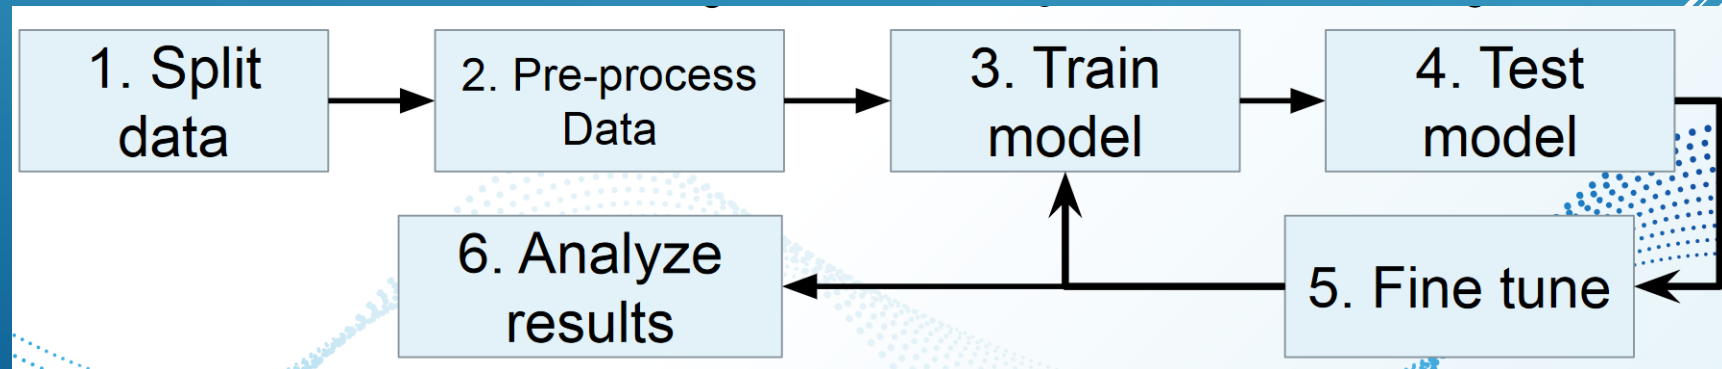 1. Split
data
2. Pre-process
Data
3. Train
model
4. Test
model
5. Fine tune
6. Analyze
results